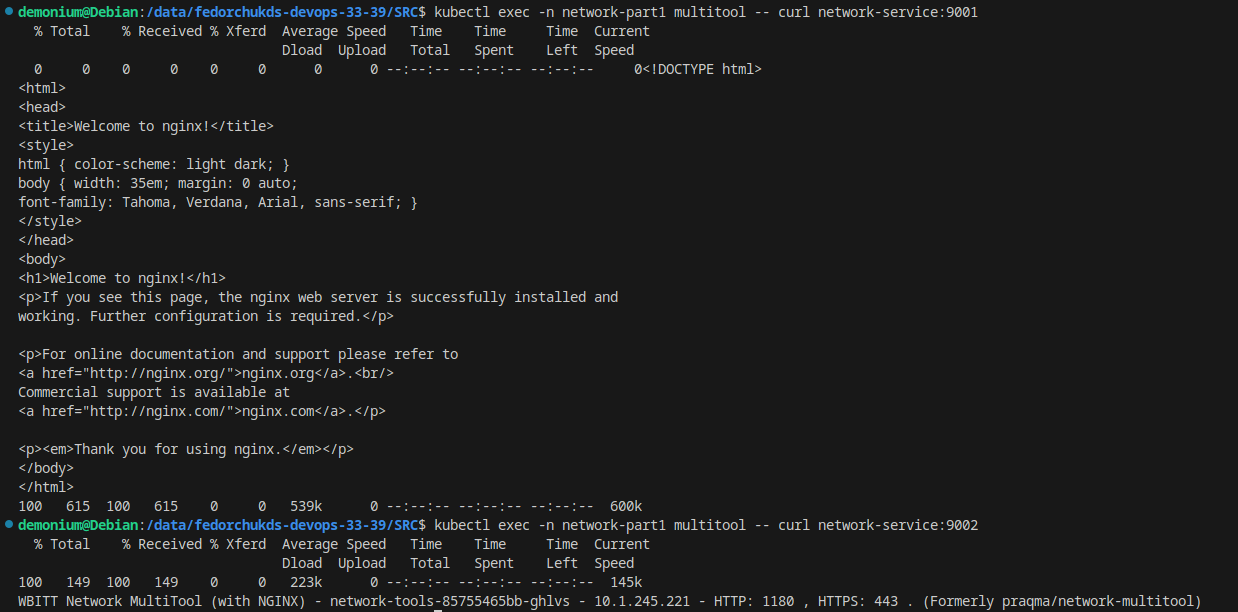 demonium@Debian:/data/fedorchukds-devops-33-39/SRC$ kubectl exec -n network-part1 multitool -- curl network-service:9001
  % Total    % Received % Xferd  Average Speed   Time    Time     Time  Current
                                 Dload  Upload   Total   Spent    Left  Speed
  0     0    0     0    0     0      0      0 --:--:-- --:--:-- --:--:--     0<!DOCTYPE html>
<html>
<head>
<title>Welcome to nginx!</title>
<style>
html { color-scheme: light dark; }
body { width: 35em; margin: 0 auto;
font-family: Tahoma, Verdana, Arial, sans-serif; }
</style>
</head>
<body>
<h1>Welcome to nginx!</h1>
<p>If you see this page, the nginx web server is successfully installed and
working. Further configuration is required.</p>

<p>For online documentation and support please refer to
<a href="http://nginx.org/">nginx.org</a>.<br/>
Commercial support is available at
<a href="http://nginx.com/">nginx.com</a>.</p>

<p><em>Thank you for using nginx.</em></p>
</body>
</html>
100   615  100   615    0     0   539k      0 --:--:-- --:--:-- --:--:--  600k
demonium@Debian:/data/fedorchukds-devops-33-39/SRC$ kubectl exec -n network-part1 multitool -- curl network-service:9002
  % Total    % Received % Xferd  Average Speed   Time    Time     Time  Current
                                 Dload  Upload   Total   Spent    Left  Speed
100   149  100   149    0     0   223k      0 --:--:-- --:--:-- --:--:--  145k
WBITT Network MultiTool (with NGINX) - network-tools-85755465bb-ghlvs - 10.1.245.221 - HTTP: 1180 , HTTPS: 443 . (Formerly praqma/network-multitool)